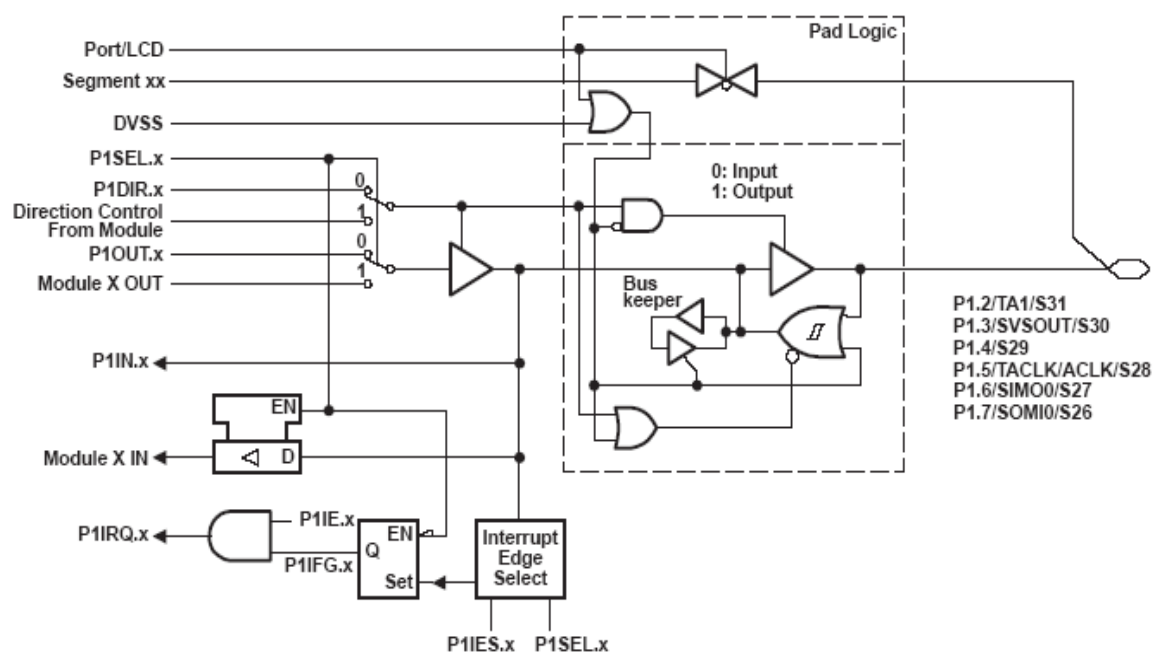 Pad Logic
Port/LCD
Segment xx
DVSS
P1SEL.x
0
P1DIR.x
Direction Control
From Module
1
0
P1OUT.x
Module X OUT
1
0: Input
1: Output
Bus
keeper
P1.2/TA1/S31
P1.3/SVSOUT/S30
P1.4/S29
P1.5/TACLK/ACLK/S28
P1.6/SIMO0/S27
P1.7/SOMI0/S26
P1IN.x
EN
Module X IN
D
P1IRQ.x
P1IE.x
P1IFG.x
Q
EN
Set
Interrupt
Edge
Select
P1IES.x
P1SEL.x